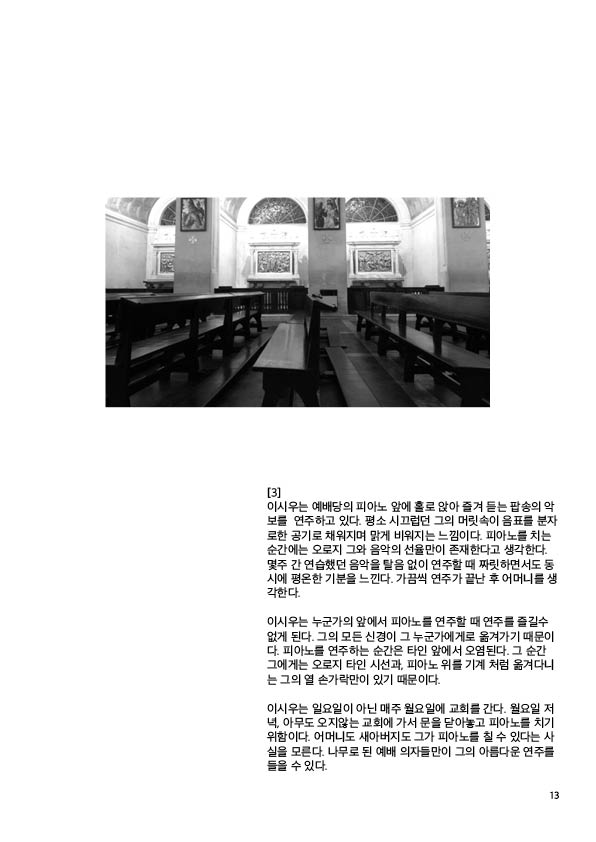 [3]
이시우는 예배당의 피아노 앞에 홀로 앉아 즐겨 듣는 팝송의 악
보를 연주하고 있다. 평소 시끄럽던 그의 머릿속이 음표를 분자
로한 공기로 채워지며 맑게 비워지는 느낌이다. 피아노를 치는
순간에는 오로지 그와 음악의 선율만이 존재한다고 생각한다.
몇주 간 연습했던 음악을 탈음 없이 연주할 때 짜릿하면서도 동
시에 평온한 기분을 느낀다. 가끔씩 연주가 끝난 후 어머니를 생
각한다.
이시우는 누군가의 앞에서 피아노를 연주할 때 연주를 즐길수
없게 된다. 그의 모든 신경이 그 누군가에게로 옮겨가기 때문이
다. 피아노를 연주하는 순간은 타인 앞에서 오염된다. 그 순간
그에게는 오로지 타인 시선과, 피아노 위를 기계 처럼 옮겨다니
는 그의 열 손가락만이 있기 때문이다.
이시우는 일요일이 아닌 매주 월요일에 교회를 간다. 월요일 저
녁, 아무도 오지않는 교회에 가서 문을 닫아놓고 피아노를 치기
위함이다. 어머니도 새아버지도 그가 피아노를 칠 수 있다는 사
실을 모른다. 나무로 된 예배 의자들만이 그의 아름다운 연주를
들을 수 있다.
13